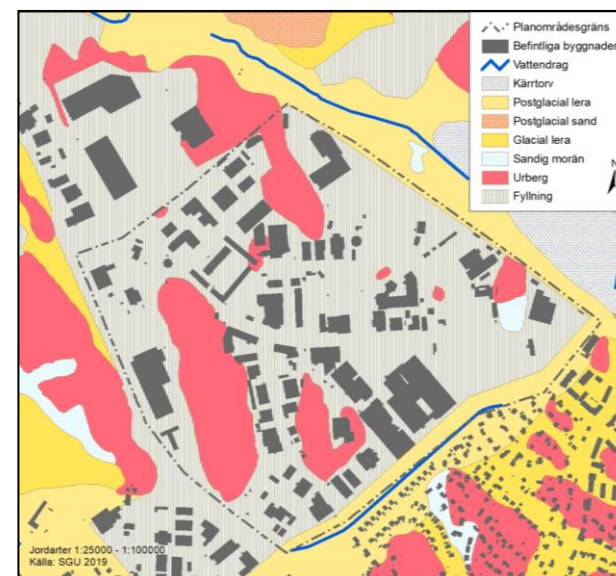 Planområdesgräns
Befintliga byggnader
Vattendrag
Kärrtorv
Postglacial lera
Postglacial sand
Glacial lera
Sandig morän
Urberg
Fyllning
N
Jordarter 1:25000 - 1:100000
Källa: SGU 2019